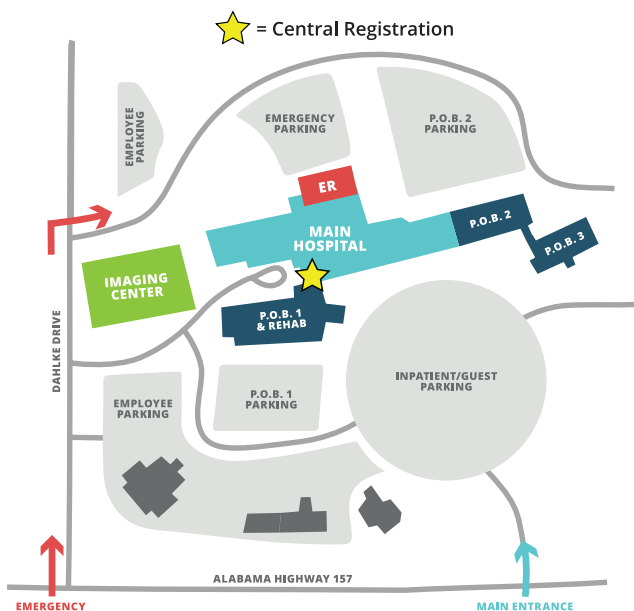 = Central Registration
EMPLOYEE
PARKING
EMERGENCY
PARKING
P.O.B. 2
PARKING
ER
MAIN
HOSPITAL
P.O.B. 2
P.O.B. 3
IMAGING
CENTER
P.O.B. 1
& REHAB
DAHLKE DRIVE
INPATIENT/GUEST
PARKING
EMPLOYEE
PARKING
P.O.B. 1
PARKING
ALABAMA HIGHWAY 157
EMERGENCY
MAIN ENTRANCE